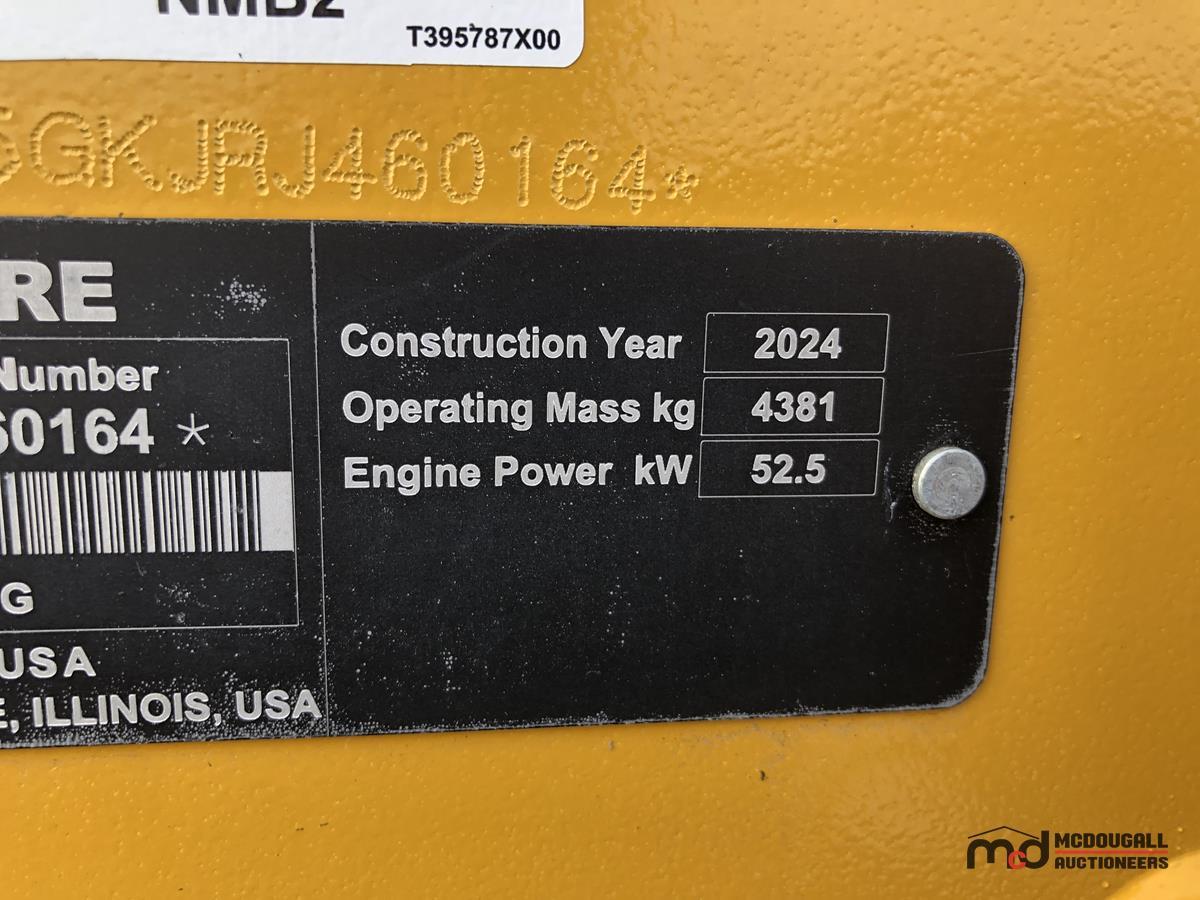 NMB2
T395787X00
GKJRJ460164*
RE
Number
60164 *
Construction Year 2024
Operating Mass kg 4381
Engine Power kW 52.5
G
USA
E, ILLINOIS, USA
mcd MCDOUGALL
AUCTIONEERS